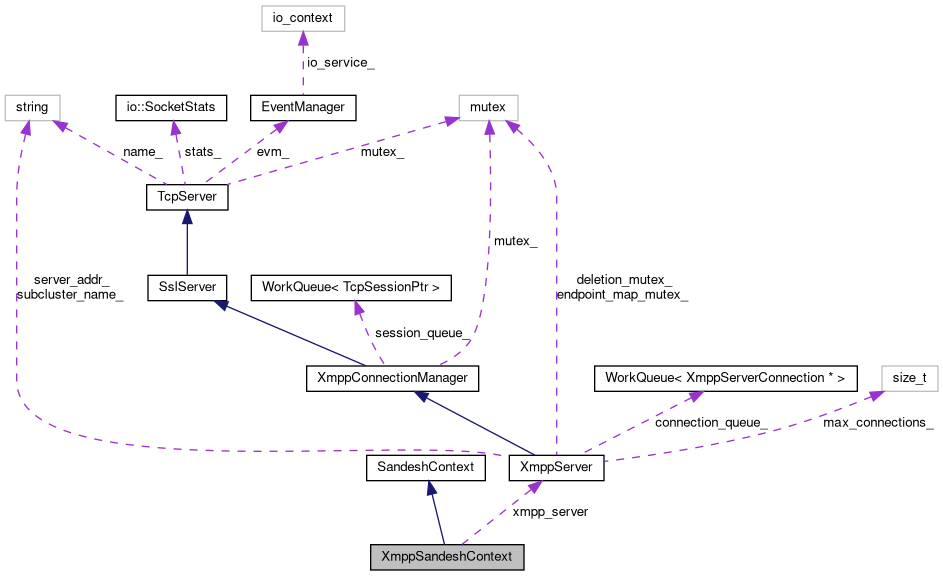 io_context
io_service_
string
io::SocketStats
EventManager
mutex
name_
stats_
evm_
mutex_
TcpServer
mutex_
server_addr_
subcluster_name_
SslServer
WorkQueue< TcpSessionPtr >
deletion_mutex_
endpoint_map_mutex_
session_queue_
XmppConnectionManager
WorkQueue< XmppServerConnection * >
size_t
connection_queue_
max_connections_
SandeshContext
XmppServer
xmpp_server
XmppSandeshContext